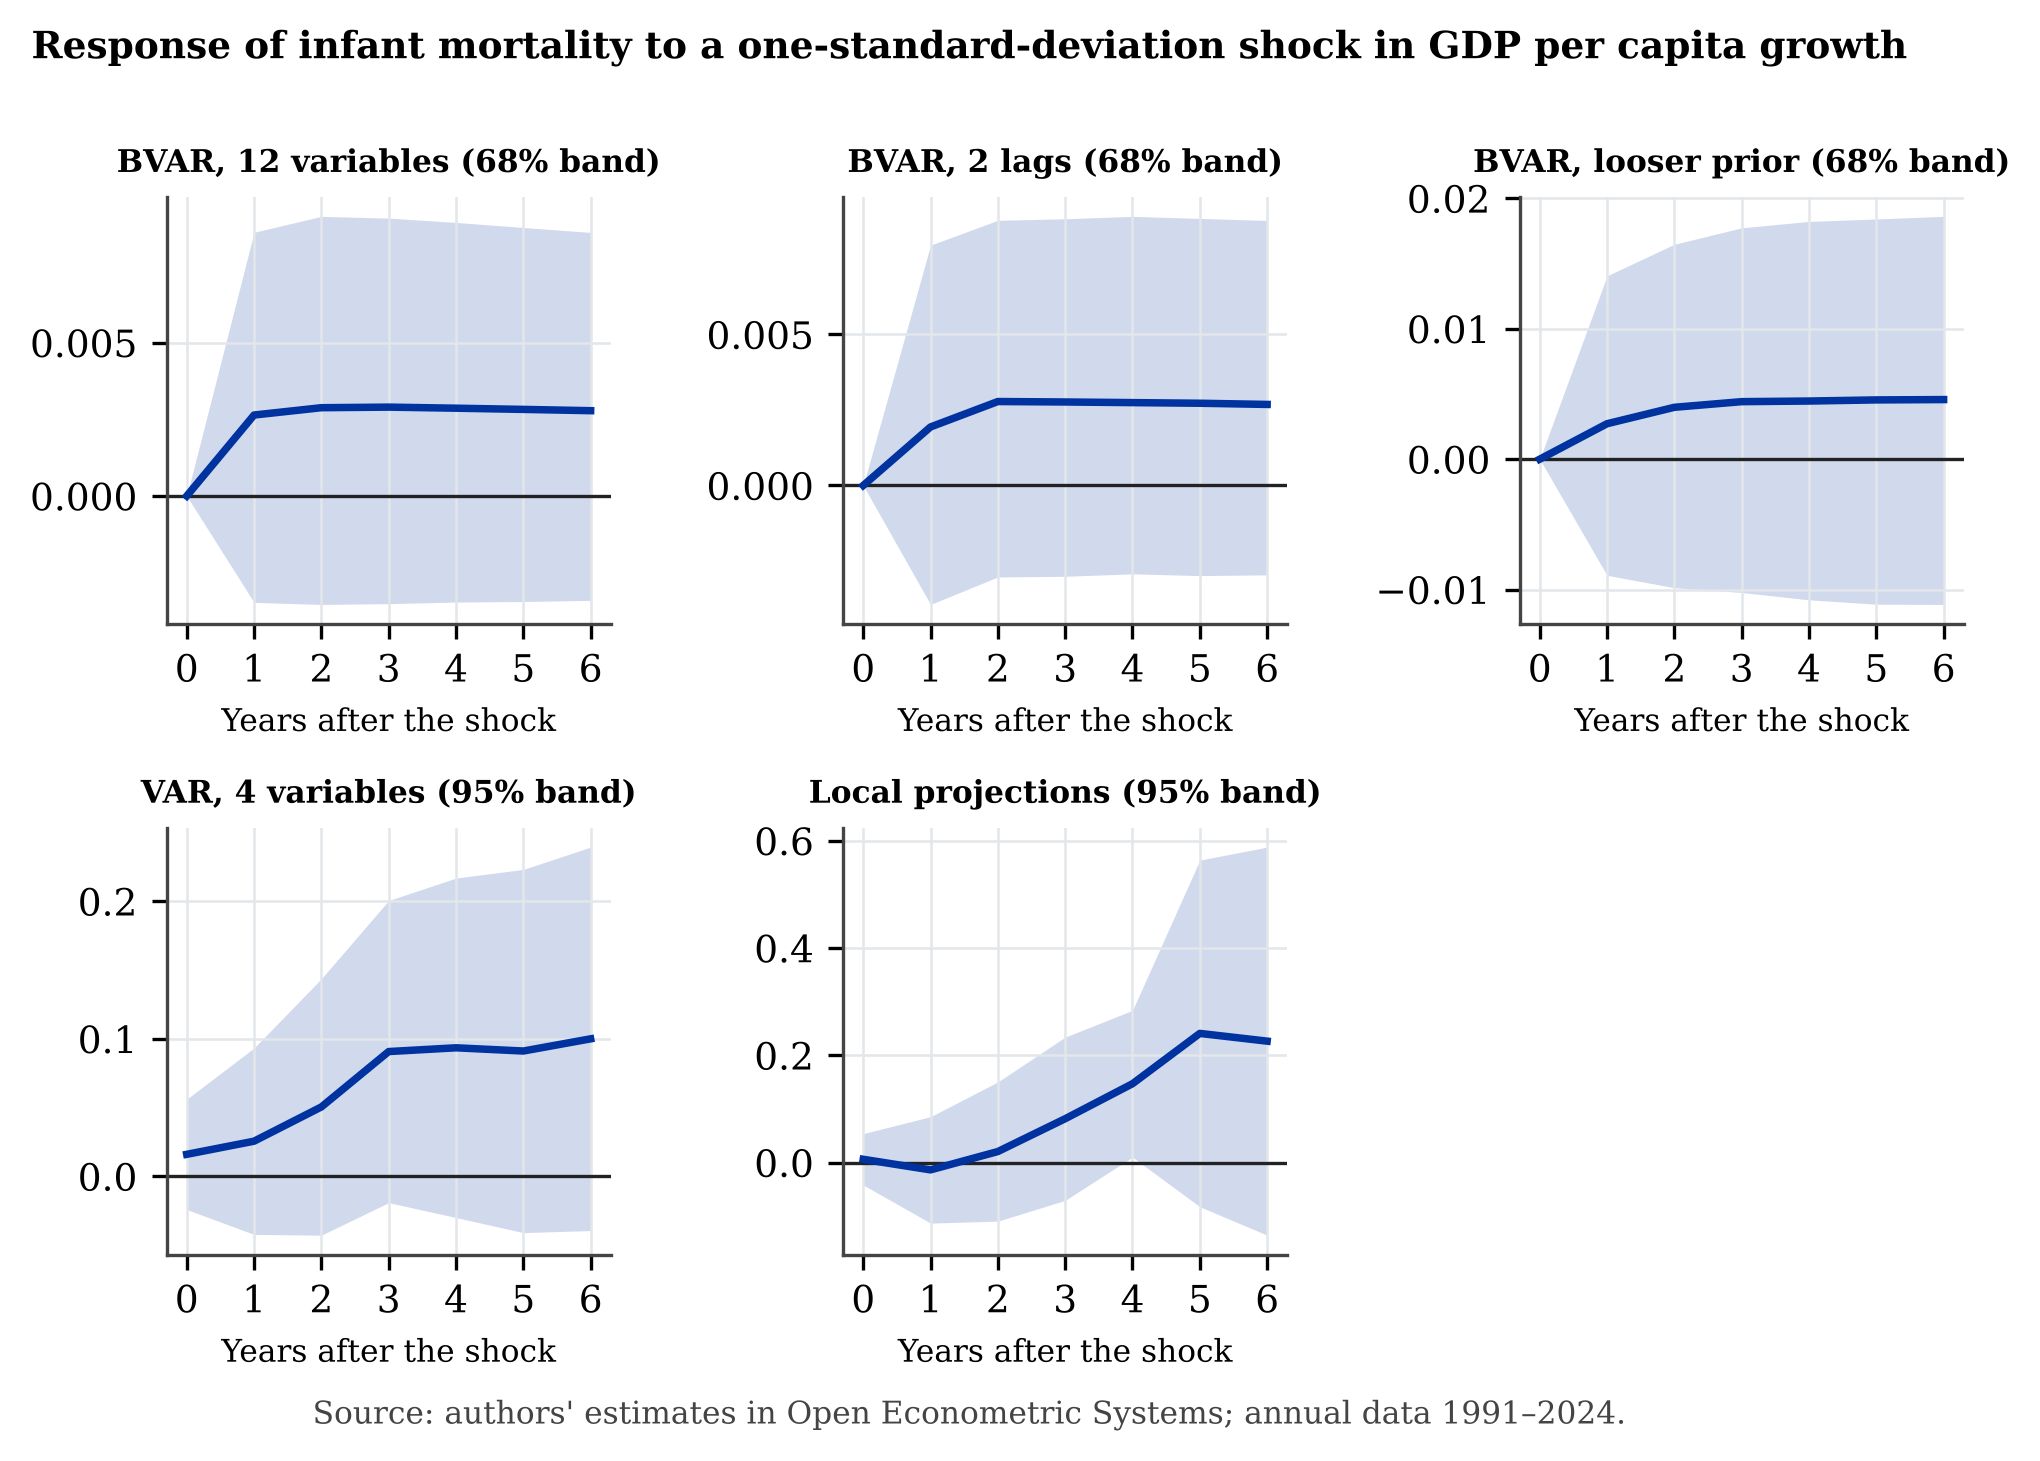 Response of infant mortality to a one-standard-deviation shock in GDP per capita growth
BVAR, 12 variables (68% band)
0.005
0.000
0 1 2 3 4 5 6
Years after the shock
BVAR, 2 lags (68% band)
0.005
0.000
0 1 2 3 4 5 6
Years after the shock
BVAR, looser prior (68% band)
0.02
0.01
0.00
−0.01
0 1 2 3 4 5 6
Years after the shock
VAR, 4 variables (95% band)
0.2
0.1
0.0
0 1 2 3 4 5 6
Years after the shock
Local projections (95% band)
0.6
0.4
0.2
0.0
0 1 2 3 4 5 6
Years after the shock
Source: authors' estimates in Open Econometric Systems; annual data 1991–2024.